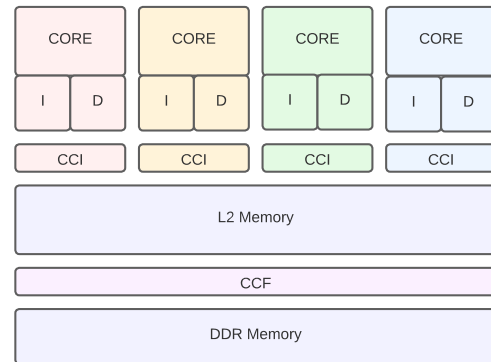 CORE CORE CORE CORE
I D I D I D I D
CCI CCI CCI CCI
L2 Memory
CCF
DDR Memory